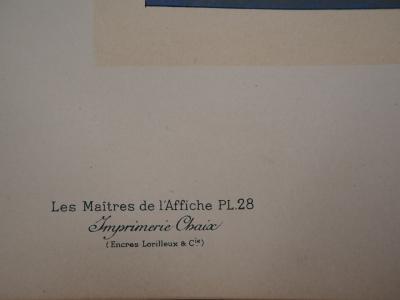 Les Maîtres de l'Affiche PL.28
Imprimerie Chaix
(Encres Lorilleux & Cie)